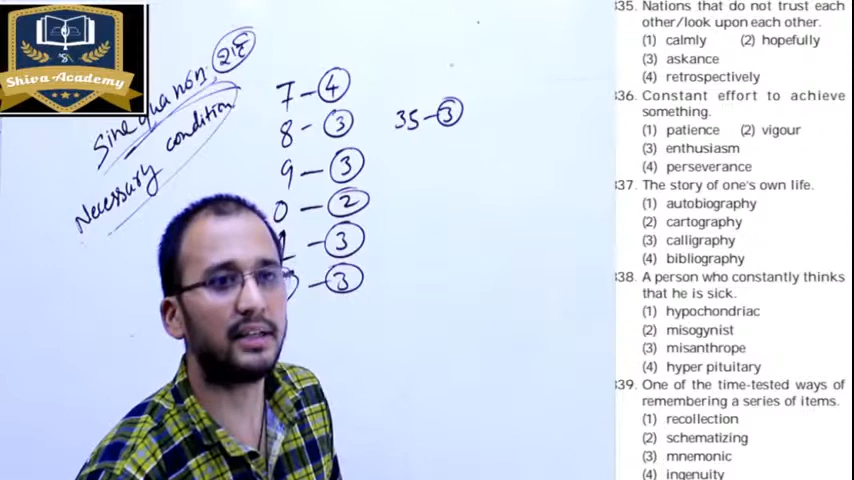 Shiva Academy
Sine qua non.
Necessary condition
7-4
8-3
9-3
0-2
-3
-3
35-3
335. Nations that do not trust each
other/look upon each other.
(1) calmly (2) hopefully
(3) askance
(4) retrospectively
336. Constant effort to achieve
something.
(1) patience (2) vigour
(3) enthusiasm
(4) perseverance
337. The story of one's own life.
(1) autobiography
(2) cartography
(3) calligraphy
(4) bibliography
338. A person who constantly thinks
that he is sick.
(1) hypochondriac
(2) misogynist
(3) misanthrope
(4) hyper pituitary
339. One of the time-tested ways of
remembering a series of items.
(1) recollection
(2) schematizing
(3) mnemonic
(4) ingenuity